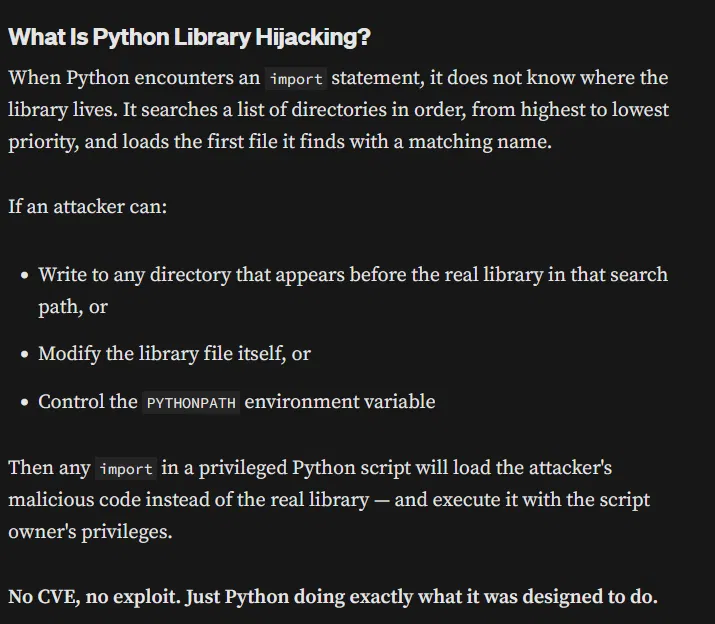 What Is Python Library Hijacking?
When Python encounters an import statement, it does not know where the
library lives. It searches a list of directories in order, from highest to lowest
priority, and loads the first file it finds with a matching name.
If an attacker can:
• Write to any directory that appears before the real library in that search
path, or
• Modify the library file itself, or
• Control the PYTHONPATH environment variable
Then any import in a privileged Python script will load the attacker's
malicious code instead of the real library — and execute it with the script
owner's privileges.
No CVE, no exploit. Just Python doing exactly what it was designed to do.